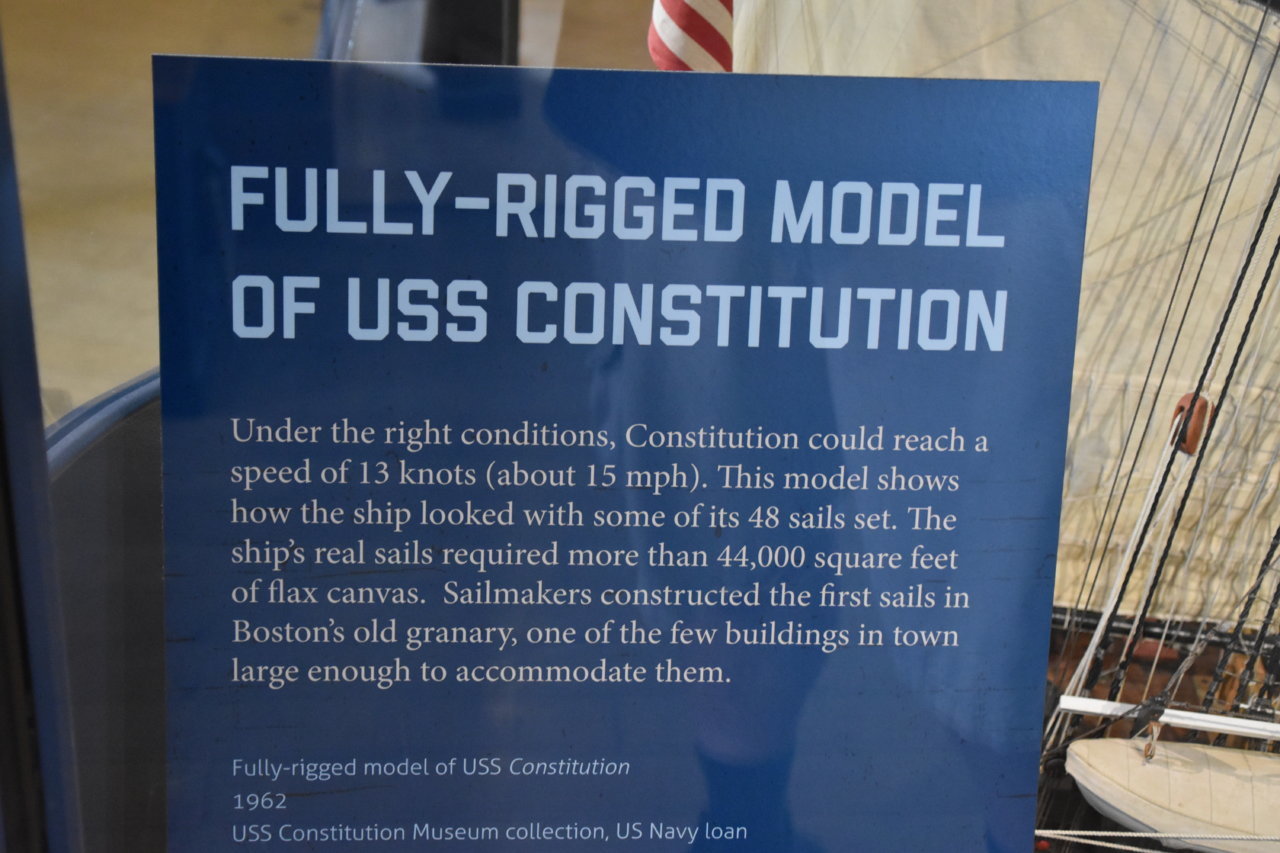 FULLY-RIGGED MODEL
OF USS CONSTITUTION
Under the right conditions, Constitution could reach a
speed of 13 knots (about 15 mph). This model shows
how the ship looked with some of its 48 sails set. The
ship's real sails required more than 44,000 square feet
of flax canvas.  Sailmakers constructed the first sails in
Boston's old granary, one of the few buildings in town
large enough to accommodate them.
Fully-rigged model of USS Constitution
1962
USS Constitution Museum collection, US Navy loan